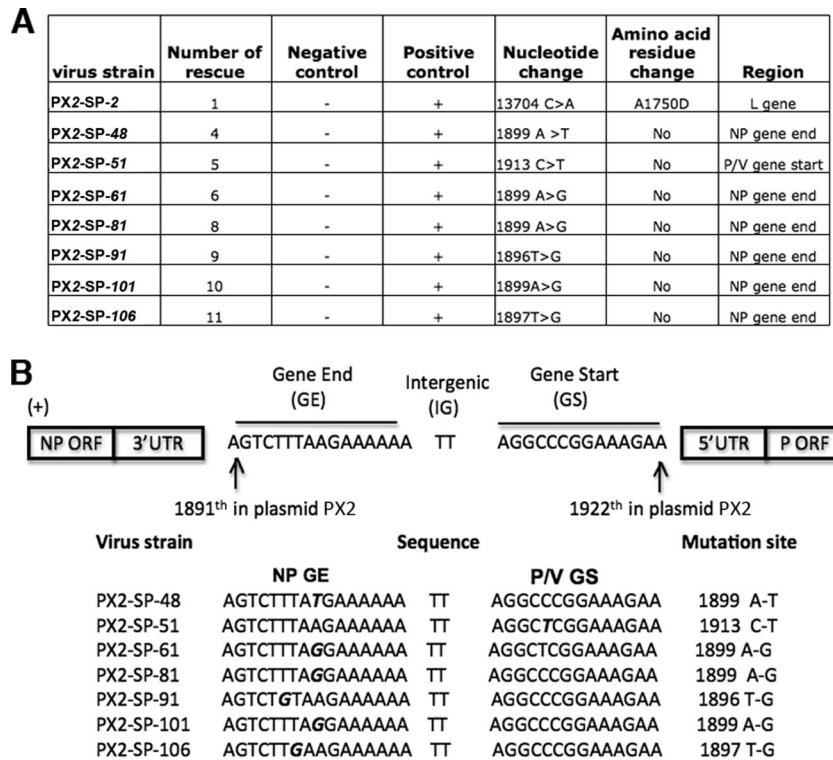 A
virus strain Number of rescue Negative control Positive control Nucleotide change Amino acid residue change Region
PX2-SP-2 1 - + 13704 C>A A1750D L gene
PX2-SP-48 4 - + 1899 A >T No NP gene end
PX2-SP-51 5 - + 1913 C>T No P/V gene start
PX2-SP-61 6 - + 1899 A>G No NP gene end
PX2-SP-81 8 - + 1899 A>G No NP gene end
PX2-SP-91 9 - + 1896T>G No NP gene end
PX2-SP-101 10 - + 1899A>G No NP gene end
PX2-SP-106 11 - + 1897T>G No NP gene end
B
Gene End (GE) Intergenic (IG) Gene Start (GS)
(+)
NP ORF 3'UTR AGTCTTTAAGAAAAAA TT AGGCCCGGAAAGAA 5'UTR P ORF
1891th in plasmid PX2 1922th in plasmid PX2
Virus strain Sequence Mutation site
NP GE P/V GS
PX2-SP-48 AGTCTTTATGAAAAAA TT AGGCCCGGAAAGAA 1899 A-T
PX2-SP-51 AGTCTTTAAGAAAAAA TT AGGCTCGGAAAGAA 1913 C-T
PX2-SP-61 AGTCTTTAGGAAAAAA TT AGGCTCGGAAAGAA 1899 A-G
PX2-SP-81 AGTCTTTAGGAAAAAA TT AGGCCCGGAAAGAA 1899 A-G
PX2-SP-91 AGTCTGTAAGAAAAAA TT AGGCCCGGAAAGAA 1896 T-G
PX2-SP-101 AGTCTTTAGGAAAAAA TT AGGCCCGGAAAGAA 1899 A-G
PX2-SP-106 AGTCTTGAAGAAAAAA TT AGGCCCGGAAAGAA 1897 T-G